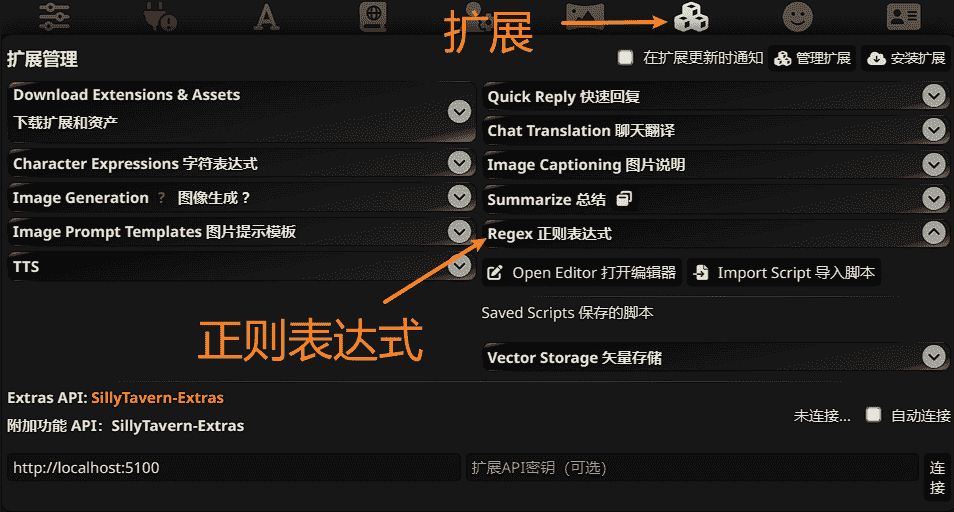 扩展
扩展管理
在扩展更新时通知
管理扩展
安装扩展
Download Extensions & Assets
下载扩展和资产
Character Expressions 字符表达式
Image Generation ? 图像生成 ?
Image Prompt Templates 图片提示模板
TTS
Quick Reply 快速回复
Chat Translation 聊天翻译
Image Captioning 图片说明
Summarize 总结
Regex 正则表达式
Open Editor 打开编辑器
Import Script 导入脚本
Saved Scripts 保存的脚本
正则表达式
Vector Storage 矢量存储
Extras API: SillyTavern-Extras
附加功能 API：SillyTavern-Extras
未连接...
自动连接
http://localhost:5100
扩展API密钥（可选）
连
接